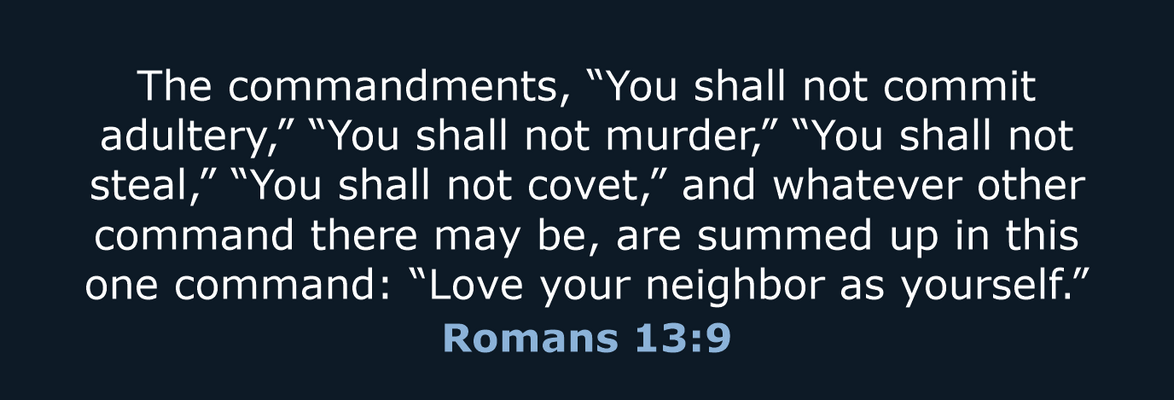 The commandments, “You shall not commit
adultery,” “You shall not murder,” “You shall not
steal,” “You shall not covet,” and whatever other
command there may be, are summed up in this
one command: “Love your neighbor as yourself.”
Romans 13:9